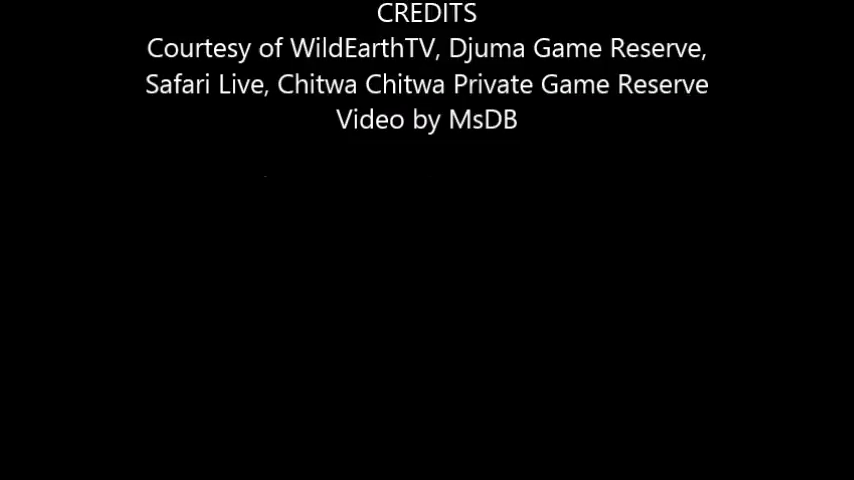 CREDITS
Courtesy of WildEarthTV, Djuma Game Reserve,
Safari Live, Chitwa Chitwa Private Game Reserve
Video by MsDB